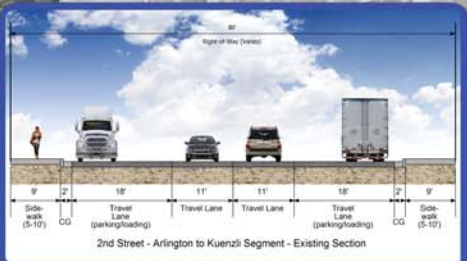 80'
Right of Way (Varies)
9' 2' 18' 11' 11' 18' 2' 9'
Side-
walk
(5-10')
CG
Travel
Lane
(parking/loading)
Travel Lane
Travel Lane
Travel
Lane
(parking/loading)
CG
Side-
walk
(5-10')
2nd Street - Arlington to Kuenzli Segment - Existing Section